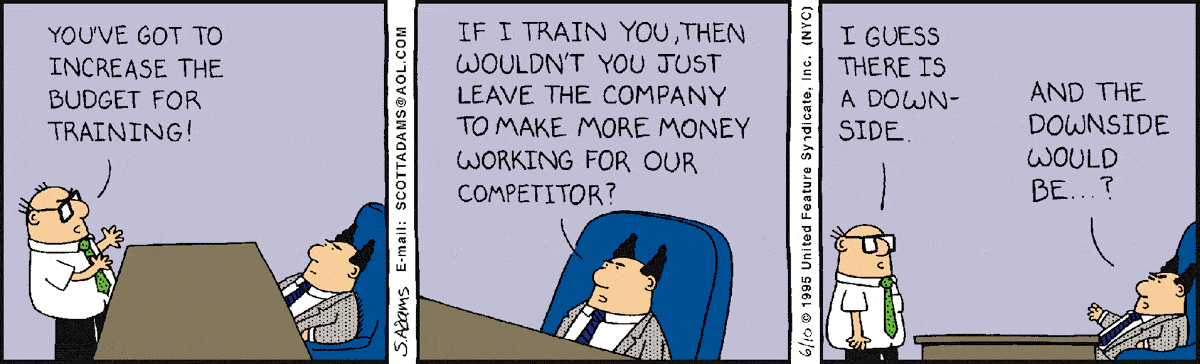 YOU'VE GOT TO
INCREASE THE
BUDGET FOR
TRAINING!
S.Adams E-mail: SCOTTADAMS@AOL.COM
IF I TRAIN YOU, THEN
WOULDN'T YOU JUST
LEAVE THE COMPANY
TO MAKE MORE MONEY
WORKING FOR OUR
COMPETITOR?
6/10 © 1995 United Feature Syndicate, Inc. (NYC)
I GUESS
THERE IS
A DOWN-
SIDE.
AND THE
DOWNSIDE
WOULD
BE...?